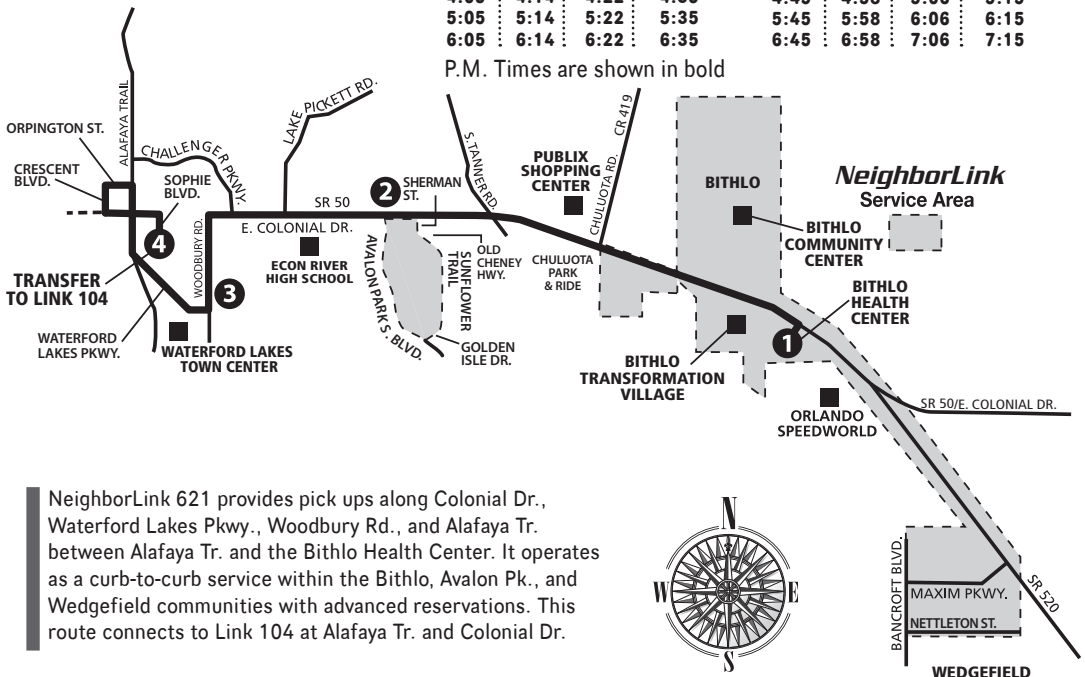 5:05 5:14 5:22 5:35 5:45 5:58 6:06 6:15
6:05 6:14 6:22 6:35 6:45 6:58 7:06 7:15
P.M. Times are shown in bold
ALAFAYA TRAIL
ORPINGTON ST.
CRESCENT
BLVD.
CHALLENGER PKWY.
SOPHIE
BLVD.
LAKE PICKETT RD.
S. TANNER RD.
CR 419
CHULUOTA RD.
PUBLIX
SHOPPING
CENTER
BITHLO
NeighborLink
Service Area
2
SHERMAN
ST.
SR 50
E. COLONIAL DR.
4
TRANSFER
TO LINK 104
WOODBURY RD.
3
ECON RIVER
HIGH SCHOOL
AVALON PARK S. BLVD.
SUNFLOWER
TRAIL
OLD
CHENEY
HWY.
CHULUOTA
PARK
& RIDE
BITHLO
COMMUNITY
CENTER
BITHLO
HEALTH
CENTER
WATERFORD
LAKES PKWY.
WATERFORD LAKES
TOWN CENTER
GOLDEN
ISLE DR.
1
BITHLO
TRANSFORMATION
VILLAGE
ORLANDO
SPEEDWORLD
SR 50/E. COLONIAL DR.
NeighborLink 621 provides pick ups along Colonial Dr.,
Waterford Lakes Pkwy., Woodbury Rd., and Alafaya Tr.
between Alafaya Tr. and the Bithlo Health Center. It operates
as a curb-to-curb service within the Bithlo, Avalon Pk., and
Wedgefield communities with advanced reservations. This
route connects to Link 104 at Alafaya Tr. and Colonial Dr.
N
W
E
S
BANCROFT BLVD.
MAXIM PKWY.
NETTLETON ST.
SR 520
WEDGEFIELD